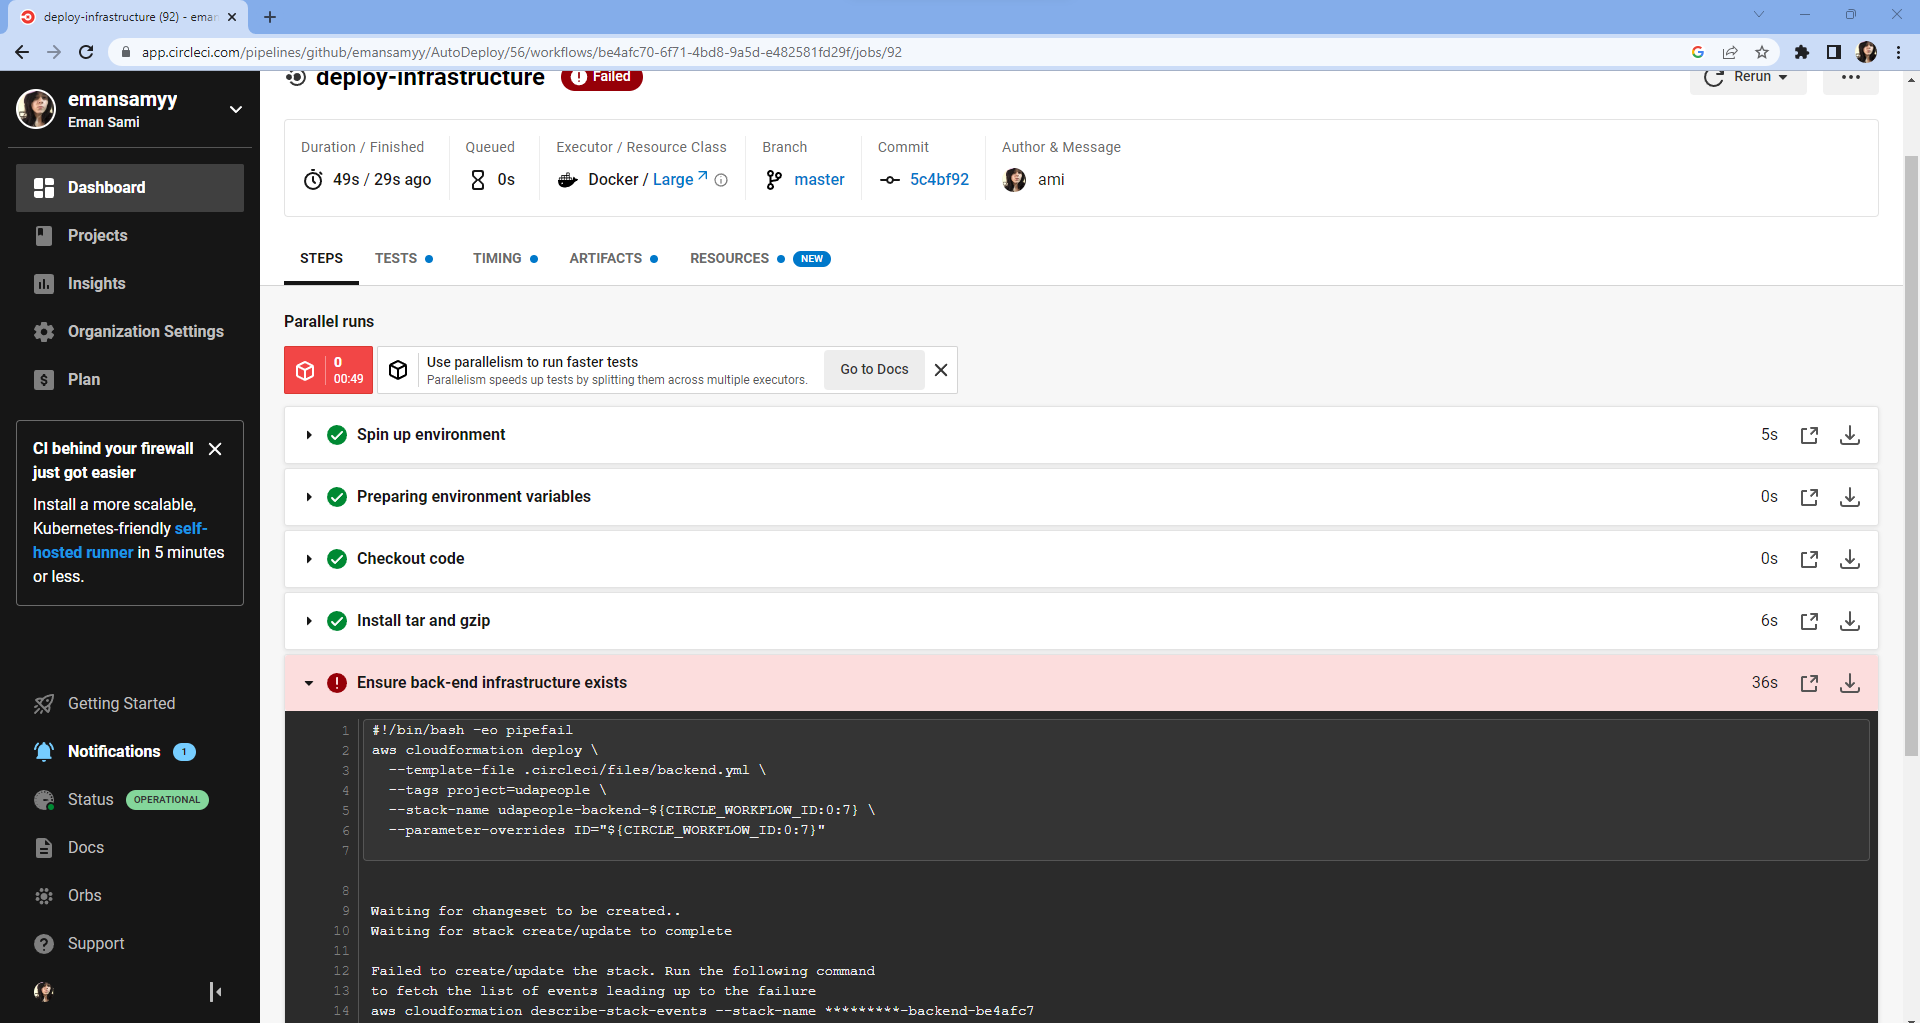 deploy-infrastructure (92) - eman
app.circleci.com/pipelines/github/emansamyy/AutoDeploy/56/workflows/be4afc70-6f71-4bd8-9a5d-e482581fd29f/jobs/92
emansamyy
Eman Sami
Dashboard
Projects
Insights
Organization Settings
Plan
CI behind your firewall
just got easier
Install a more scalable,
Kubernetes-friendly self-
hosted runner in 5 minutes
or less.
Getting Started
Notifications 1
Status OPERATIONAL
Docs
Orbs
Support
deploy-infrastructure Failed
Rerun
Duration / Finished
49s / 29s ago
Queued
0s
Executor / Resource Class
Docker / Large
Branch
master
Commit
5c4bf92
Author & Message
ami
STEPS TESTS TIMING ARTIFACTS RESOURCES NEW
Parallel runs
0
00:49
Use parallelism to run faster tests
Parallelism speeds up tests by splitting them across multiple executors.
Go to Docs
Spin up environment 5s
Preparing environment variables 0s
Checkout code 0s
Install tar and gzip 6s
Ensure back-end infrastructure exists 36s
1 #!/bin/bash -eo pipefail
2 aws cloudformation deploy \
3 --template-file .circleci/files/backend.yml \
4 --tags project=udapeople \
5 --stack-name udapeople-backend-${CIRCLE_WORKFLOW_ID:0:7} \
6 --parameter-overrides ID="${CIRCLE_WORKFLOW_ID:0:7}"
7
8
9 Waiting for changeset to be created..
10 Waiting for stack create/update to complete
11
12 Failed to create/update the stack. Run the following command
13 to fetch the list of events leading up to the failure
14 aws cloudformation describe-stack-events --stack-name *********-backend-be4afc7